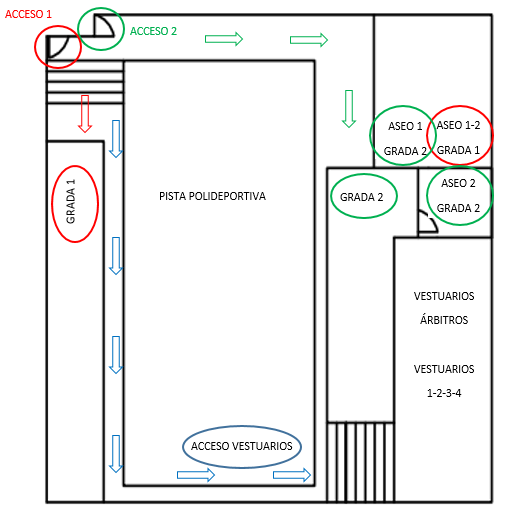 ACCESO 1
ACCESO 2
ASEO 1
GRADA 2
ASEO 1-2
GRADA 1
GRADA 1
PISTA POLIDEPORTIVA
GRADA 2
ASEO 2
GRADA 2
VESTUARIOS
ÁRBITROS
VESTUARIOS
1-2-3-4
ACCESO VESTUARIOS